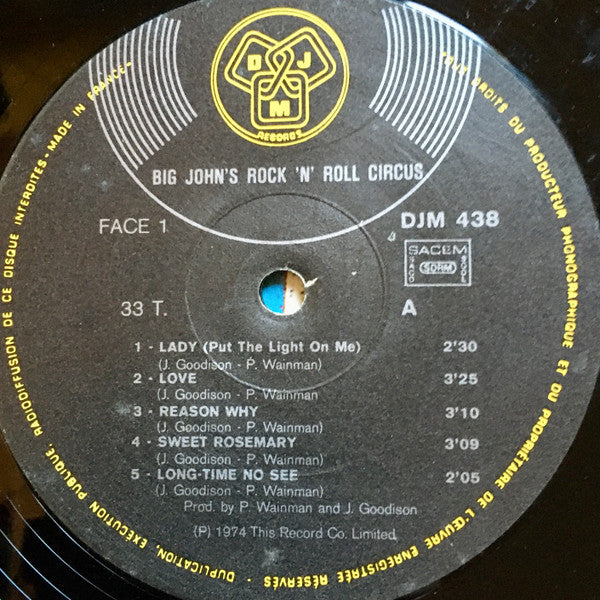 D J
M
RECORDS
BIG JOHN'S ROCK 'N' ROLL CIRCUS
FACE 1
DJM 438
SACEM
SACD
SDRM
SGDL
33 T.
A
1 - LADY (Put The Light On Me) 2'30
(J. Goodison - P. Wainman)
2 - LOVE 3'25
(J. Goodison - P. Wainman
3 - REASON WHY 3'10
(J. Goodison - P. Wainman)
4 - SWEET ROSEMARY 3'09
(J. Goodison - P. Wainman)
5 - LONG-TIME NO SEE 2'05
(J. Goodison - P. Wainman)
Prod. by P. Wainman and J. Goodison
(P) 1974 This Record Co. Limited
TOUS DROITS DU PRODUCTEUR PHONOGRAPHIQUE ET DU PROPRIÉTAIRE DE L'ŒUVRE ENREGISTRÉE RÉSERVÉS - DUPLICATION, EXÉCUTION PUBLIQUE, RADIODIFFUSION DE CE DISQUE INTERDITES - MADE IN FRANCE -